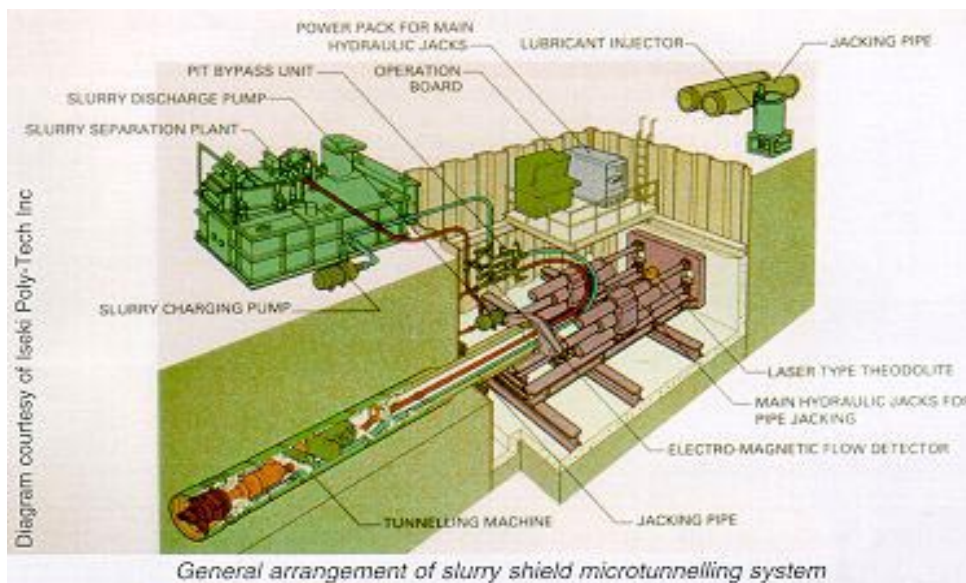 POWER PACK FOR MAIN
HYDRAULIC JACKS
LUBRICANT INJECTOR
JACKING PIPE
PIT BYPASS UNIT
OPERATION
BOARD
SLURRY DISCHARGE PUMP
SLURRY SEPARATION PLANT
SLURRY CHARGING PUMP
LASER TYPE THEODOLITE
MAIN HYDRAULIC JACKS FOR
PIPE JACKING
ELECTRO-MAGNETIC FLOW DETECTOR
TUNNELLING MACHINE
JACKING PIPE
Diagram courtesy of Iseki Poly-Tech Inc
General arrangement of slurry shield microtunnelling system